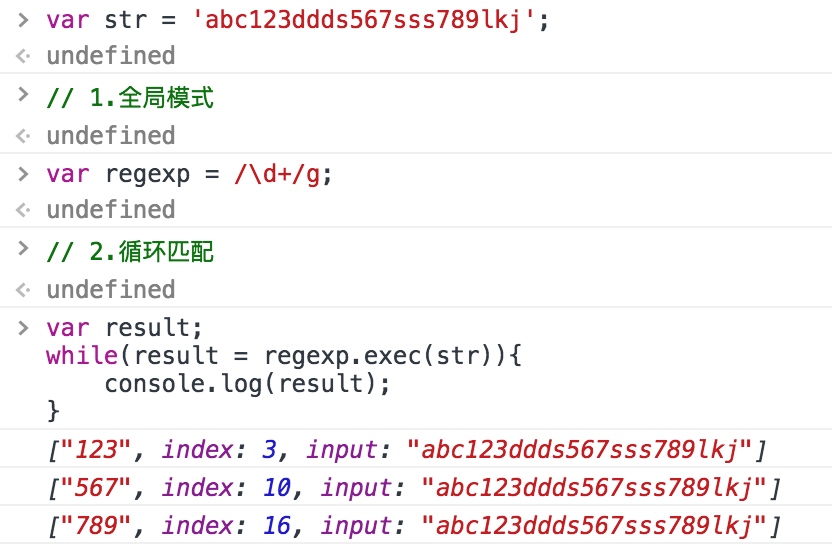 > var str = 'abc123ddds567sss789lkj';
<· undefined
> // 1.全局模式
<· undefined
> var regexp = /\d+/g;
<· undefined
> // 2.循环匹配
<· undefined
> var result;
while(result = regexp.exec(str)){
    console.log(result);
}
["123", index: 3, input: "abc123ddds567sss789lkj"]
["567", index: 10, input: "abc123ddds567sss789lkj"]
["789", index: 16, input: "abc123ddds567sss789lkj"]